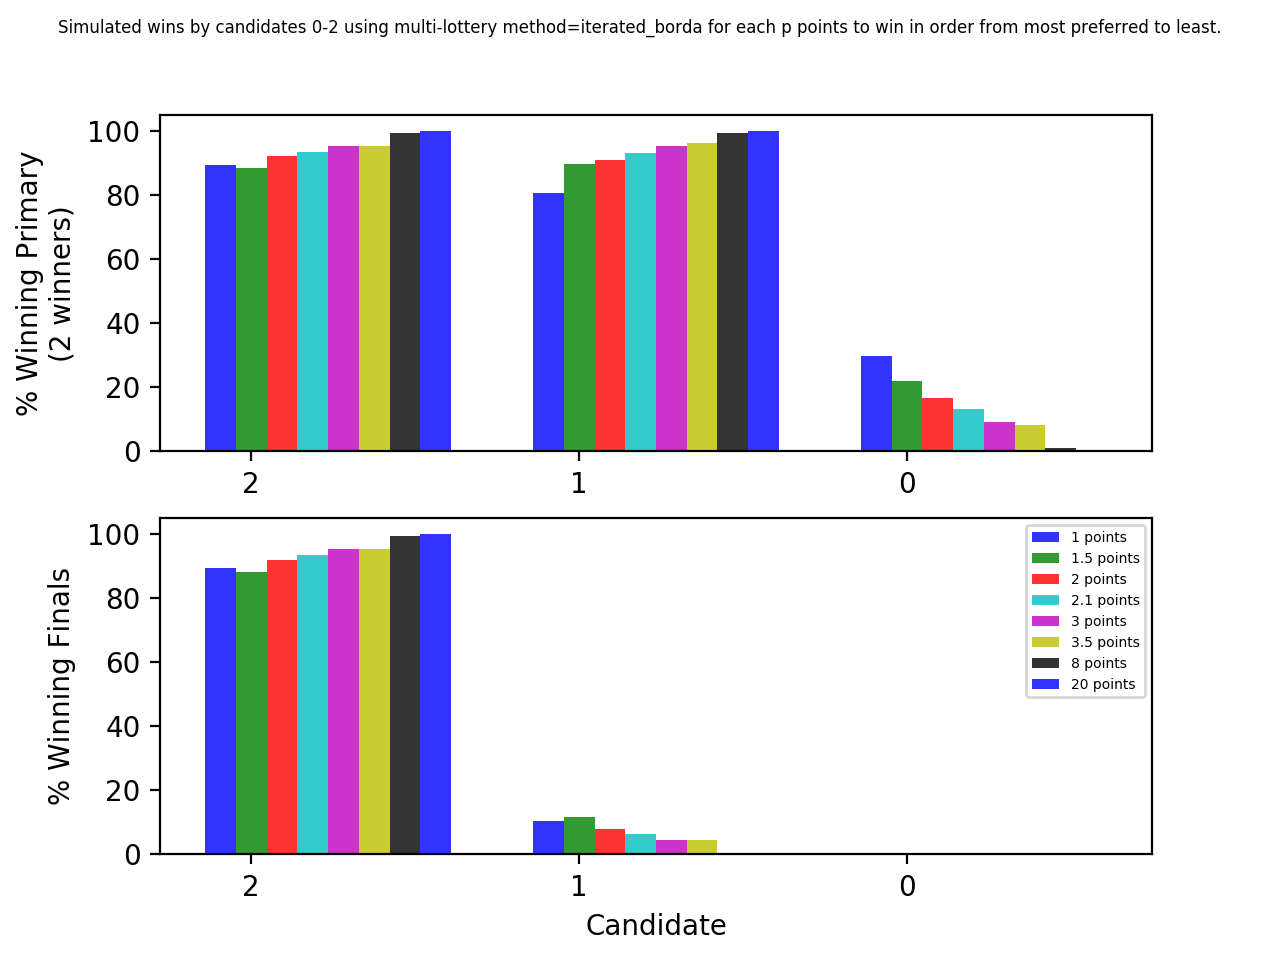 Simulated wins by candidates 0-2 using multi-lottery method=iterated_borda for each p points to win in order from most preferred to least.
% Winning Primary
(2 winners)
100
80
60
40
20
0
2
1
0
% Winning Finals
100
80
60
40
20
0
1 points
1.5 points
2 points
2.1 points
3 points
3.5 points
8 points
20 points
2
1
0
Candidate